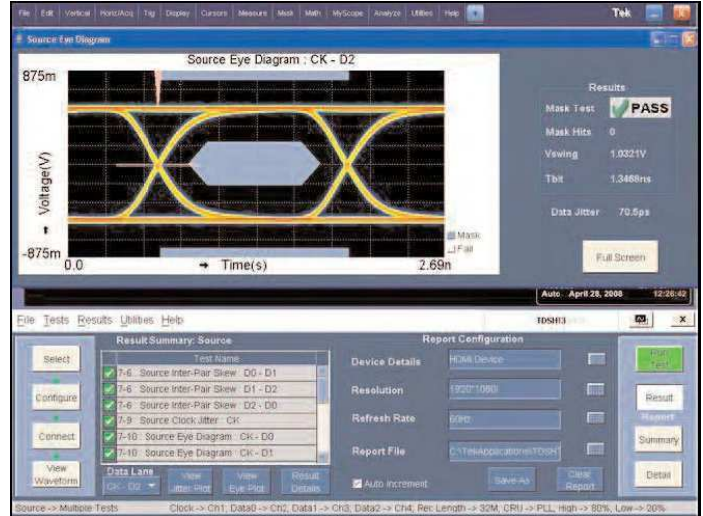 File Edit Vertical Horiz/Acq Trig Display Cursors Measure Mask Math MyScope Analyze Utilities Help Tek
Source Eye Diagram
Source Eye Diagram : CK - D2
875m
Voltage(V)
-875m
0.0
Time(s)
2.69n
Mask
Fail
Results
Mask Test PASS
Mask Hits 0
Vswing 1.0321V
Tbit 1.3468ns
Data Jitter 70.5ps
Full Screen
Auto April 28, 2008 12:26:42
File Tests Results Utilities Help
TDSHT3
Select
Configure
Connect
View Waveform
Result Summary: Source
Test Name
7-6 Source Inter-Pair Skew D0 - D1
7-6 Source Inter-Pair Skew D1 - D2
7-6 Source Inter-Pair Skew D2 - D0
7-9 Source Clock Jitter : CK
7-10 : Source Eye Diagram : CK - D0
7-10 : Source Eye Diagram : CK - D1
Data Lane
CK - D2
View Jitter Plot
View Eye Plot
Result Details
Report Configuration
Device Details HDMI Device
Resolution 1920*1080i
Refresh Rate 60Hz
Report File C:\TekApplications\TDSHT
Auto Increment
Save As
Clear Report
Run Test
Result
Report
Summary
Detail
Source -> Multiple Tests Clock -> Ch1, Data0 -> Ch2, Data1 -> Ch3, Data2 -> Ch4, Rec Length -> 32M, CRU -> PLL, High -> 80%, Low -> 20%